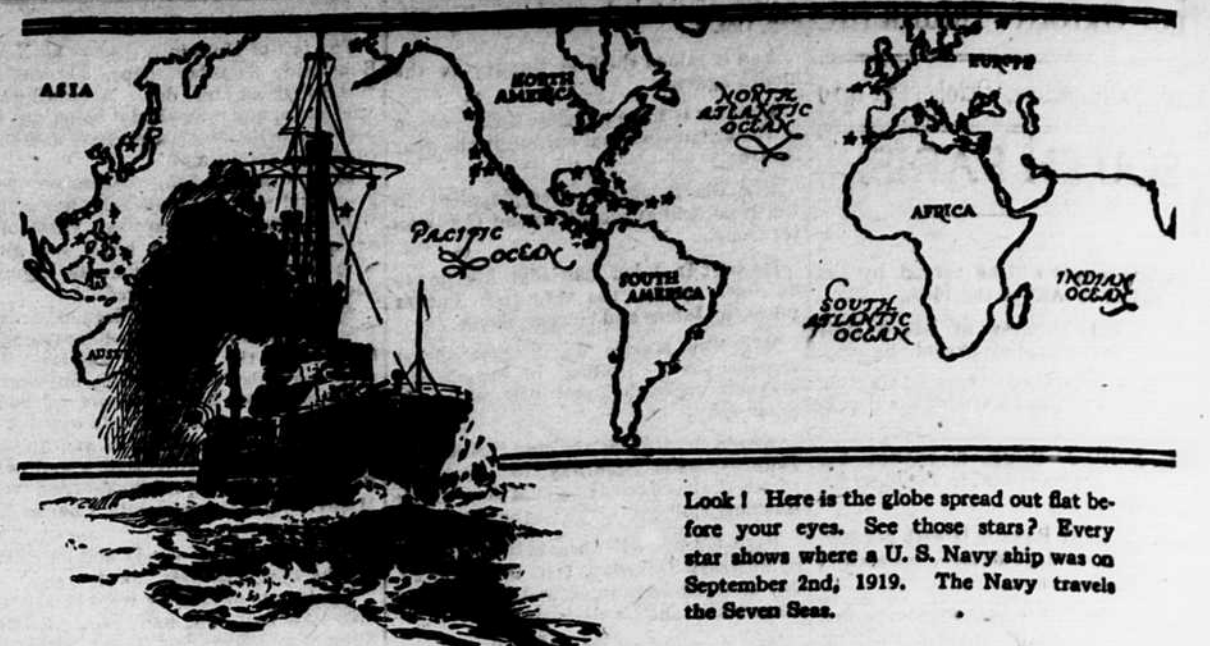 ASIA
NORTH
AMERICA
NORTH
ATLANTIC
OCEAN
EUROPE
AFRICA
PACIFIC
OCEAN
SOUTH
AMERICA
SOUTH
ATLANTIC
OCEAN
INDIAN
OCEAN
Look! Here is the globe spread out flat be-
fore your eyes. See those stars? Every
star shows where a U. S. Navy ship was on
September 2nd, 1919. The Navy travels
the Seven Seas.